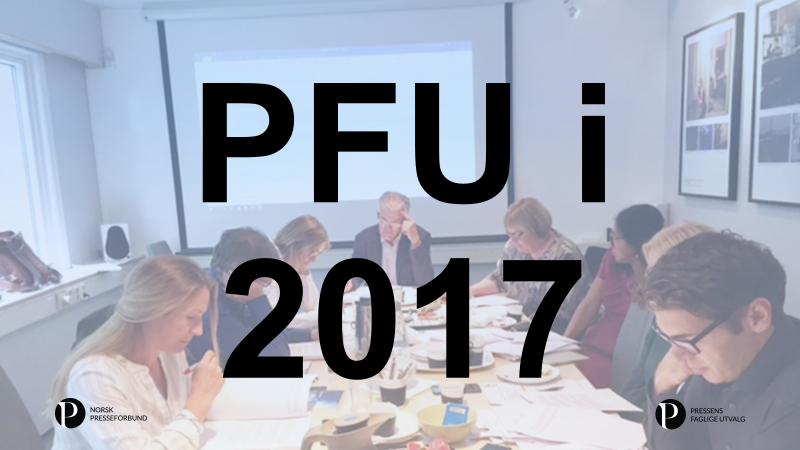 PFU i
2017
NORSK
PRESSEFORBUND
PRESSENS
FAGLIGE UTVALG